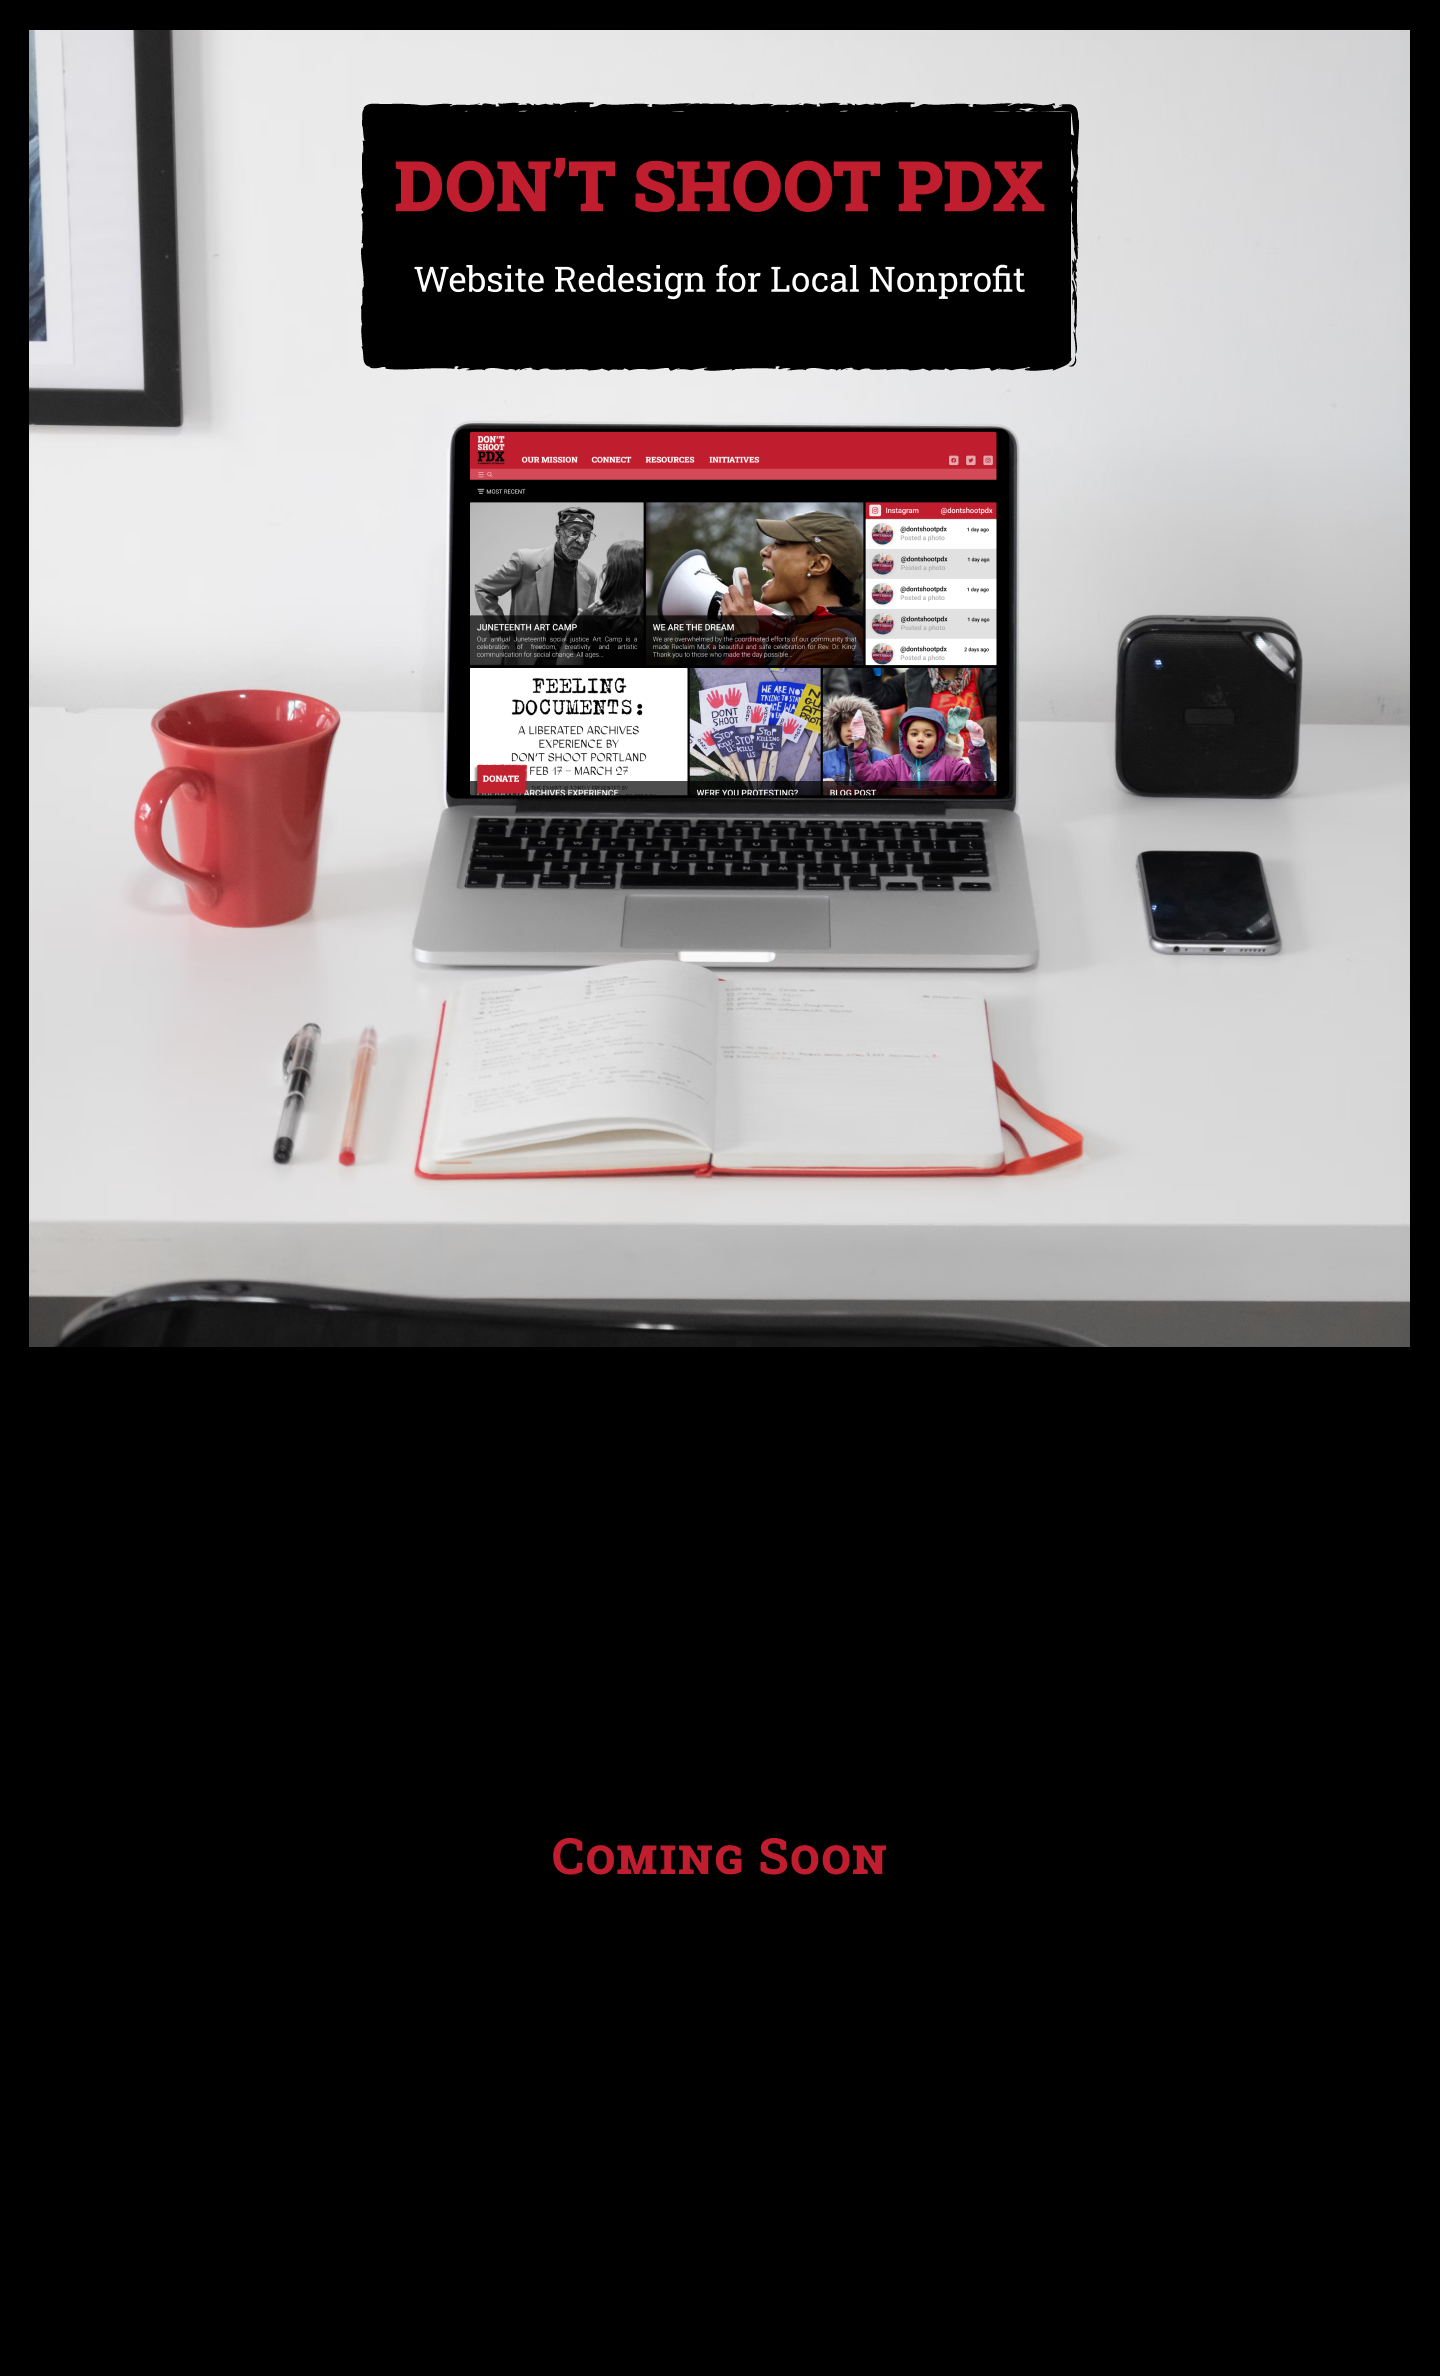 DON'T SHOOT PDX
Website Redesign for Local Nonprofit
DON'T
SHOOT
PDX
OUR MISSION CONNECT RESOURCES INITIATIVES
MOST RECENT
JUNETEENTH ART CAMP
Our annual Juneteenth social justice Art Camp is a
celebration of freedom, creativity and artistic
communication for social change. All ages...
WE ARE THE DREAM
We are overwhelmed by the coordinated efforts of our community that
made Reclaim MLK a beautiful and safe celebration for Rev. Dr. King!
Thank you to those who made the day possible...
Instagram @dontshootpdx
@dontshootpdx 1 day ago
Posted a photo
@dontshootpdx 1 day ago
Posted a photo
@dontshootpdx 1 day ago
Posted a photo
@dontshootpdx 1 day ago
Posted a photo
@dontshootpdx 2 days ago
Posted a photo
FEELING
DOCUMENTS:
A LIBERATED ARCHIVES
EXPERIENCE BY
DON'T SHOOT PORTLAND
FEB 17 – MARCH 27
DONATE
ARCHIVES EXPERIENCE
DONT
SHOOT
WE ARE NOT
STOP
KILLING
US
WERE YOU PROTESTING?
BLOG POST
Coming Soon